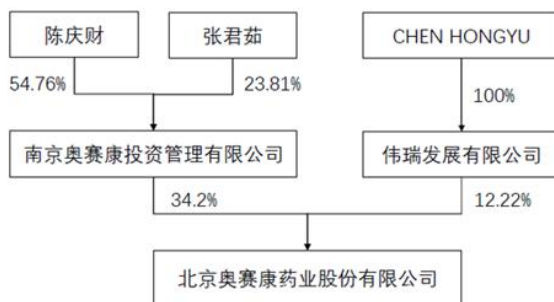 陈庆财
张君茹
CHEN HONGYU
54.76%
23.81%
100%
南京奥赛康投资管理有限公司
伟瑞发展有限公司
34.2%
12.22%
北京奥赛康药业股份有限公司